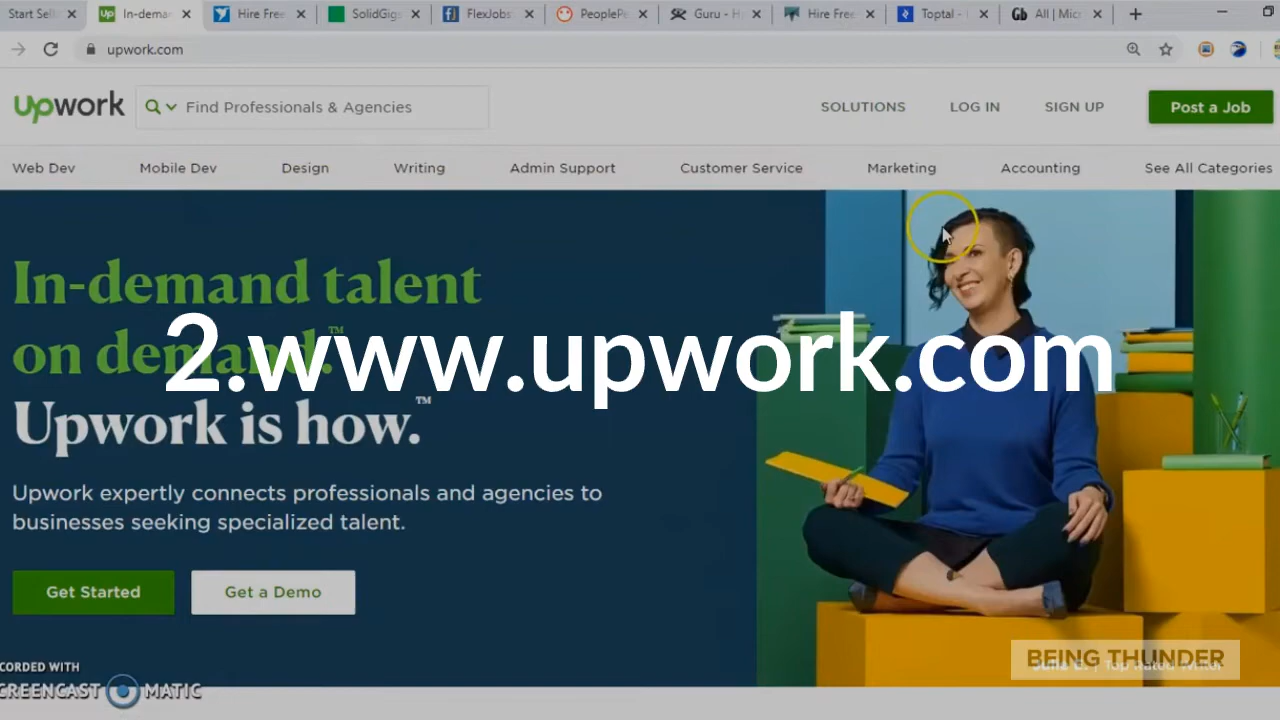 Start Sell
In-deman
Hire Free
SolidGigs
FlexJobs
PeoplePe
Guru - H
Hire Free
Toptal -
All | Micr
upwork.com
upwork
Find Professionals & Agencies
SOLUTIONS
LOG IN
SIGN UP
Post a Job
Web Dev
Mobile Dev
Design
Writing
Admin Support
Customer Service
Marketing
Accounting
See All Categories
In-demand talent
on demand.™
2.www.upwork.com
Upwork is how.™
Upwork expertly connects professionals and agencies to
businesses seeking specialized talent.
Get Started
Get a Demo
BEING THUNDER
CORDED WITH
CREENCAST MATIC